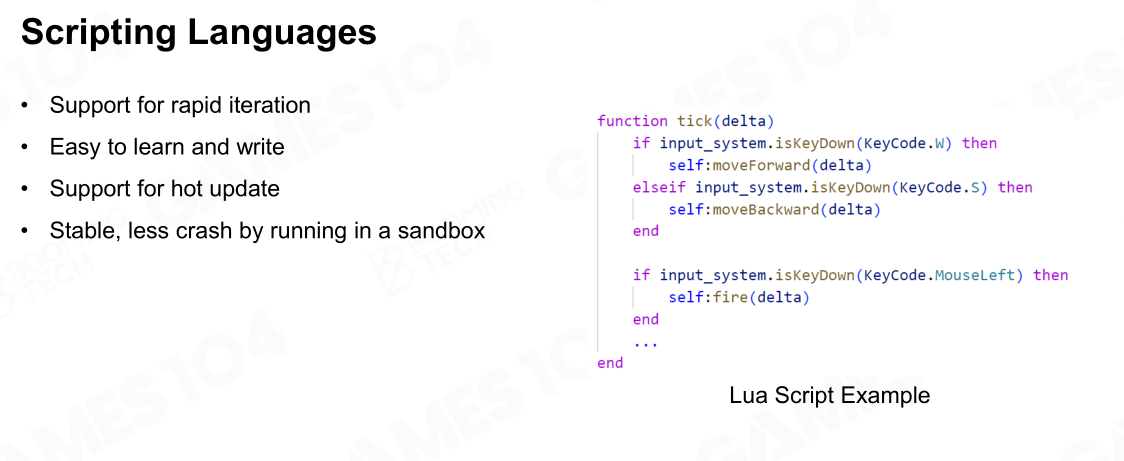 Scripting Languages
• Support for rapid iteration
• Easy to learn and write
• Support for hot update
• Stable, less crash by running in a sandbox
function tick(delta)
    if input_system.isKeyDown(KeyCode.W) then
        self:moveForward(delta)
    elseif input_system.isKeyDown(KeyCode.S) then
        self:moveBackward(delta)
    end

    if input_system.isKeyDown(KeyCode.MouseLeft) then
        self:fire(delta)
    end
    ...
end
Lua Script Example
GAMES104
BOOMING
TECH